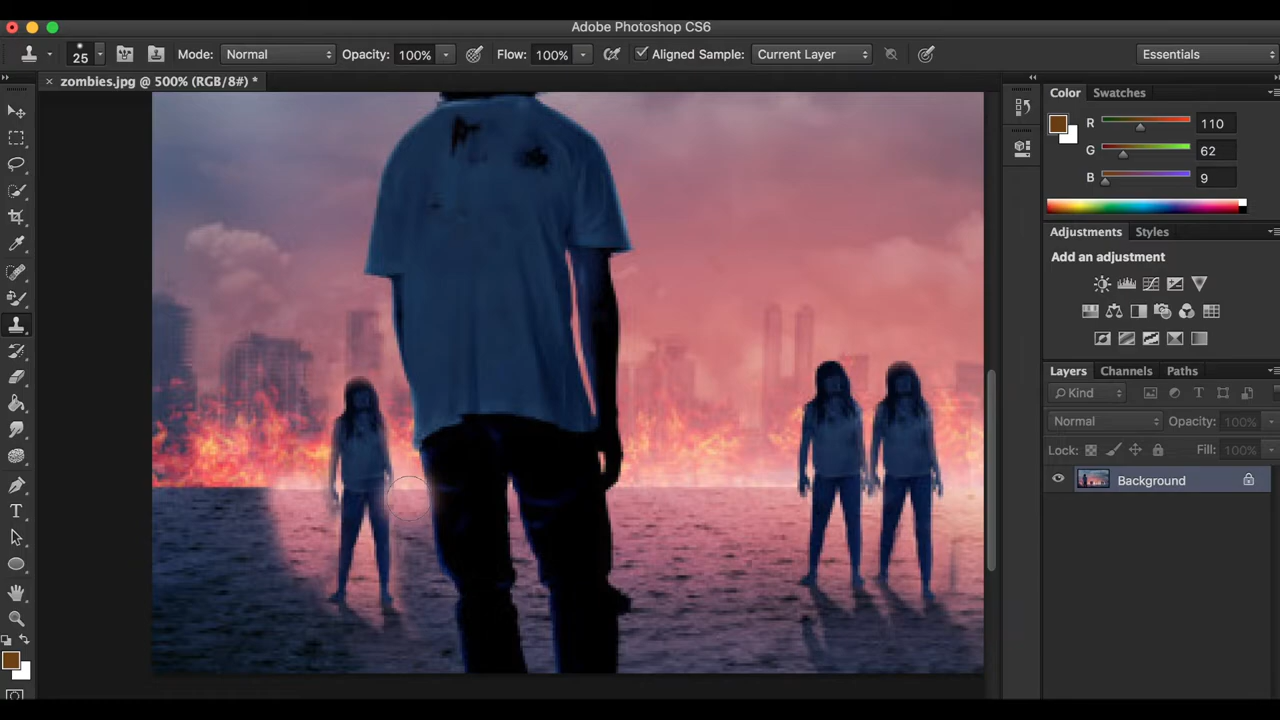 Adobe Photoshop CS6
25 Mode: Normal Opacity: 100% Flow: 100% Aligned Sample: Current Layer Essentials
× zombies.jpg @ 500% (RGB/8#) *
Color Swatches
R 110
G 62
B 9
Adjustments Styles
Add an adjustment
Layers Channels Paths
Kind
Normal Opacity: 100%
Lock: Fill: 100%
Background